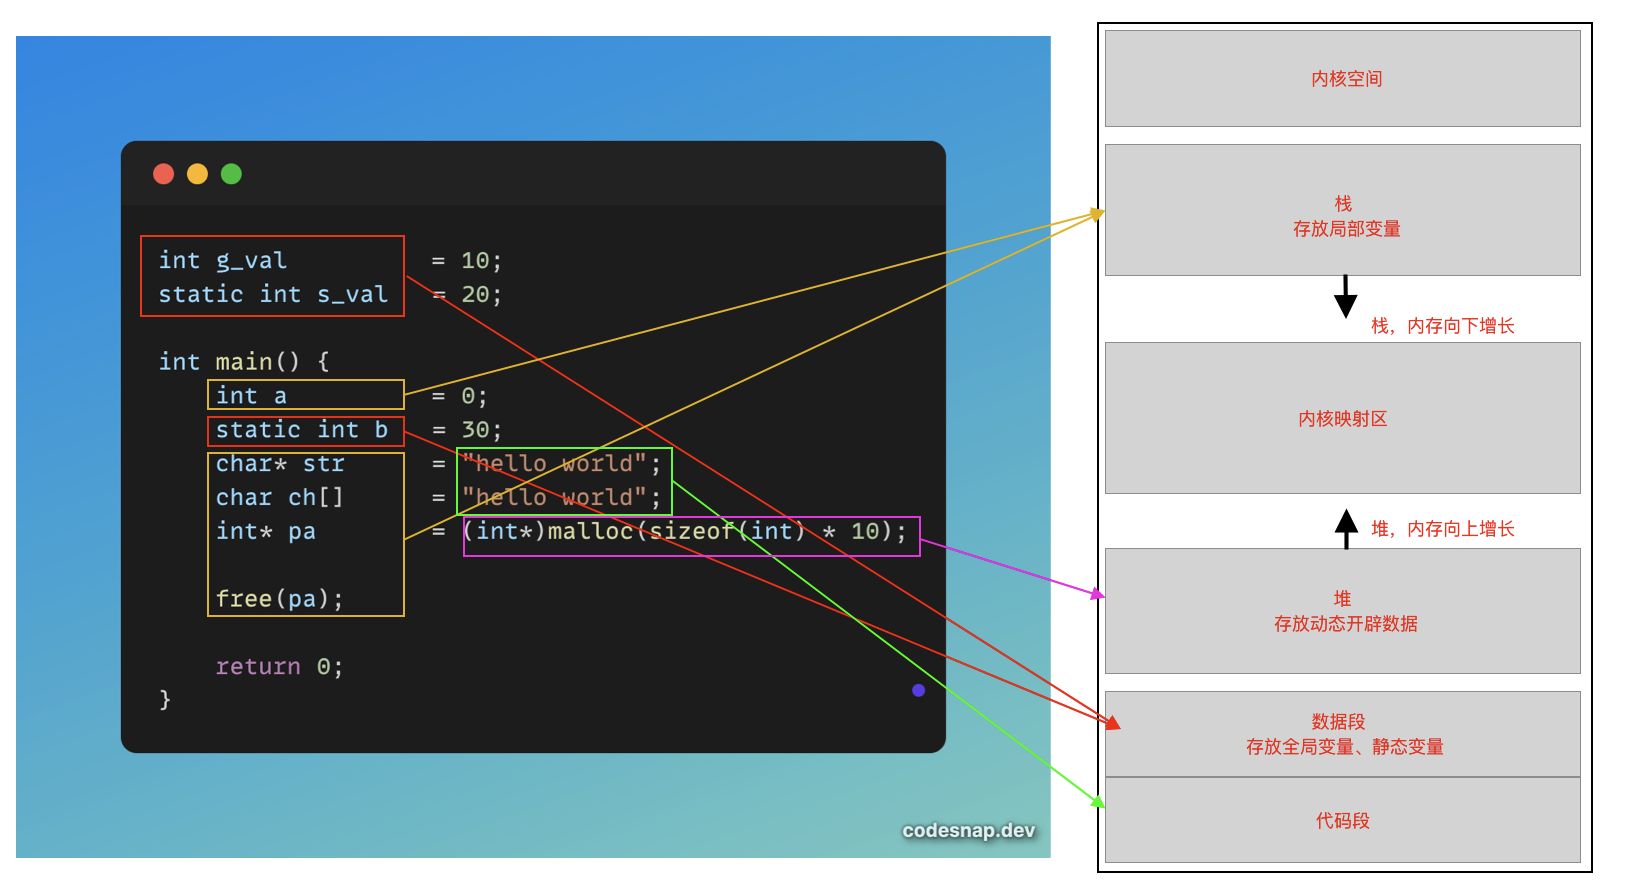 int g_val = 10;
static int s_val = 20;
int main() {
int a = 0;
static int b = 30;
char* str = "hello world";
char ch[] = "hello world";
int* pa = (int*)malloc(sizeof(int) * 10);
free(pa);
return 0;
}
codesnap.dev
内核空间
栈
存放局部变量
栈，内存向下增长
内核映射区
堆，内存向上增长
堆
存放动态开辟数据
数据段
存放全局变量、静态变量
代码段